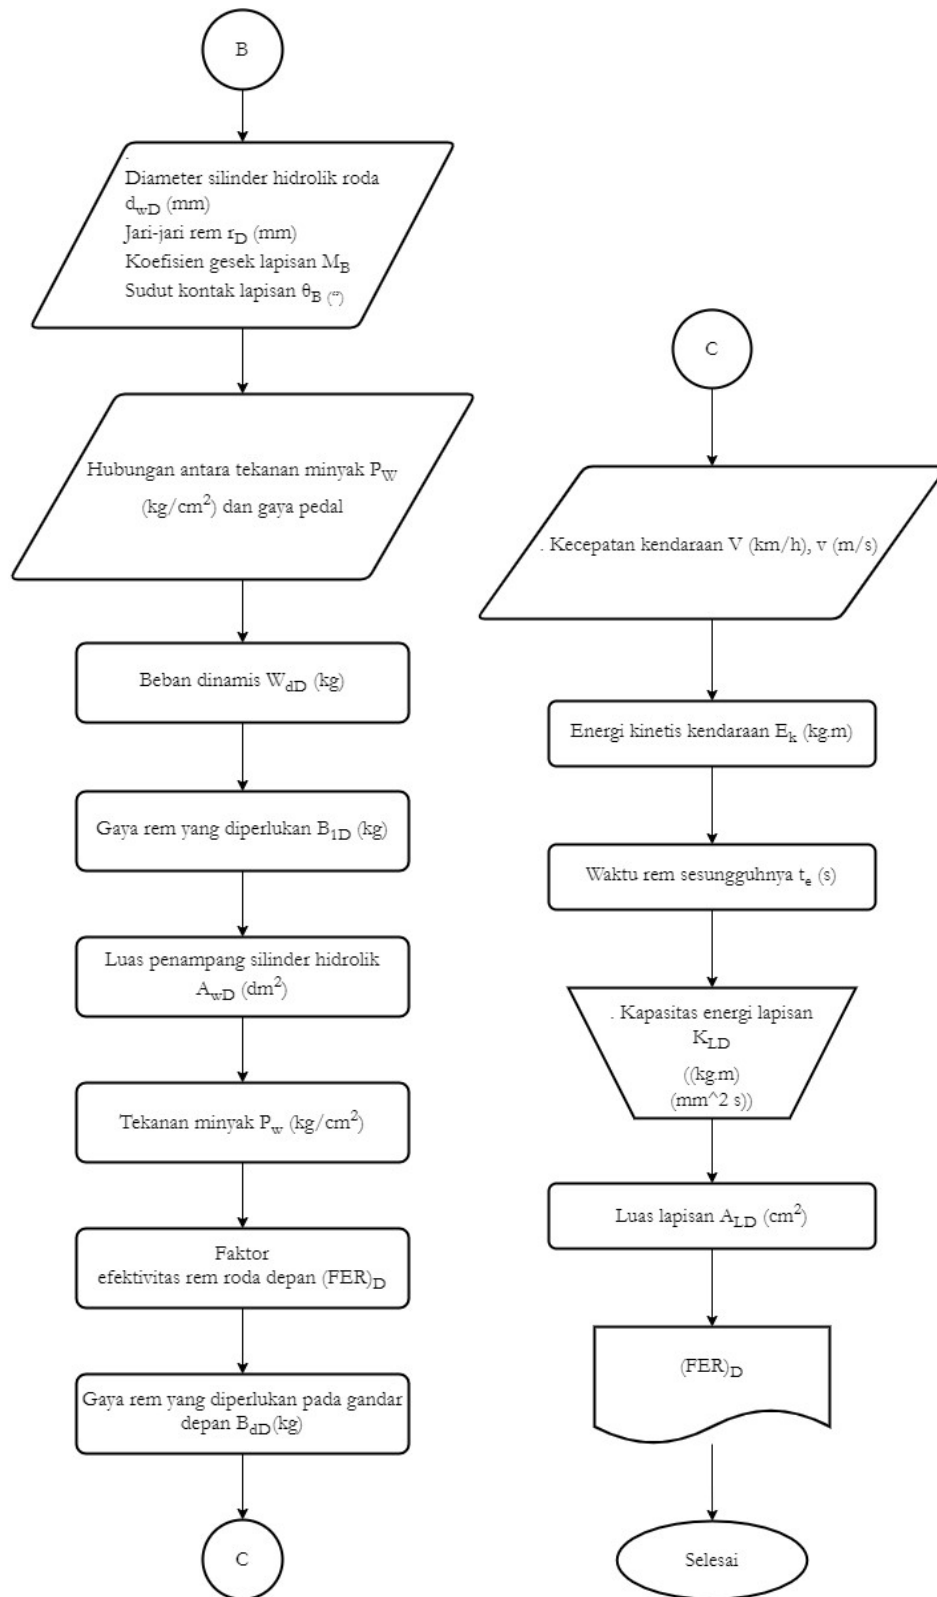 B
.
Diameter silinder hidrolik roda
d_wD (mm)
Jari-jari rem r_D (mm)
Koefisien gesek lapisan M_B
Sudut kontak lapisan θ_B (°)
Hubungan antara tekanan minyak P_W
(kg/cm²) dan gaya pedal
Beban dinamis W_dD (kg)
Gaya rem yang diperlukan B_1D (kg)
Luas penampang silinder hidrolik
A_wD (dm²)
Tekanan minyak P_w (kg/cm²)
Faktor
efektivitas rem roda depan (FER)_D
Gaya rem yang diperlukan pada gandar
depan B_dD(kg)
C
C
. Kecepatan kendaraan V (km/h), v (m/s)
Energi kinetis kendaraan E_k (kg.m)
Waktu rem sesungguhnya t_e (s)
. Kapasitas energi lapisan
K_LD
((kg.m)
(mm^2 s))
Luas lapisan A_LD (cm²)
(FER)_D
Selesai